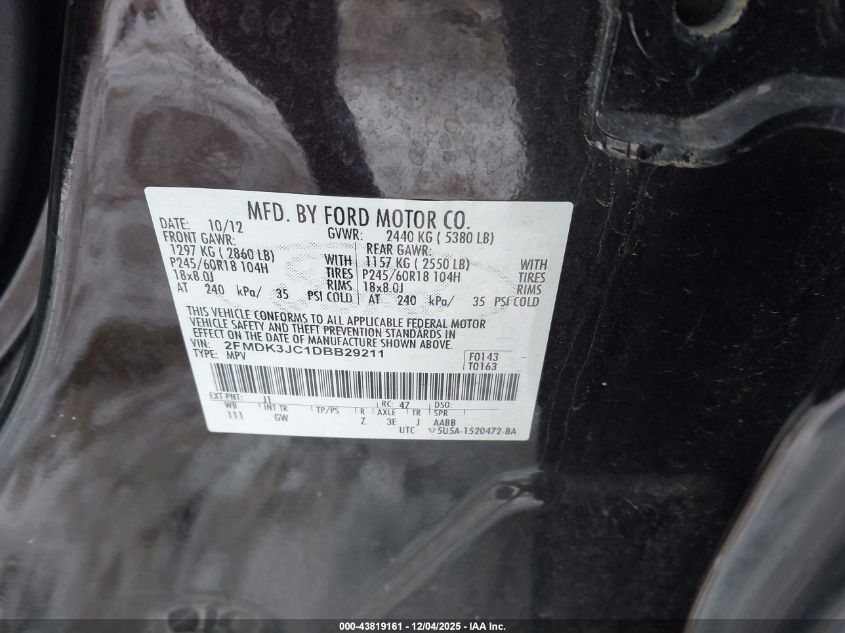 MFD. BY FORD MOTOR CO.
DATE: 10/12 GVWR: 2440 KG ( 5380 LB)
FRONT GAWR: REAR GAWR:
1297 KG ( 2860 LB) WITH 1157 KG ( 2550 LB) WITH
P245/60R18 104H TIRES P245/60R18 104H TIRES
18x8.0J RIMS 18x8.0J RIMS
AT 240 kPa/ 35 PSI COLD AT 240 kPa/ 35 PSI COLD
THIS VEHICLE CONFORMS TO ALL APPLICABLE FEDERAL MOTOR
VEHICLE SAFETY AND THEFT PREVENTION STANDARDS IN
EFFECT ON THE DATE OF MANUFACTURE SHOWN ABOVE.
VIN: 2FMDK3JC1DBB29211 F0143
TYPE: MPV T0163
EXT PNT: J1 RC: 47 DSO:
WB INT TR TP/PS R AXLE TR SPR
111 GW Z 3E J AABB
UTC 5U5A-1520472-BA
000-43819161 - 12/04/2025 - IAA Inc.